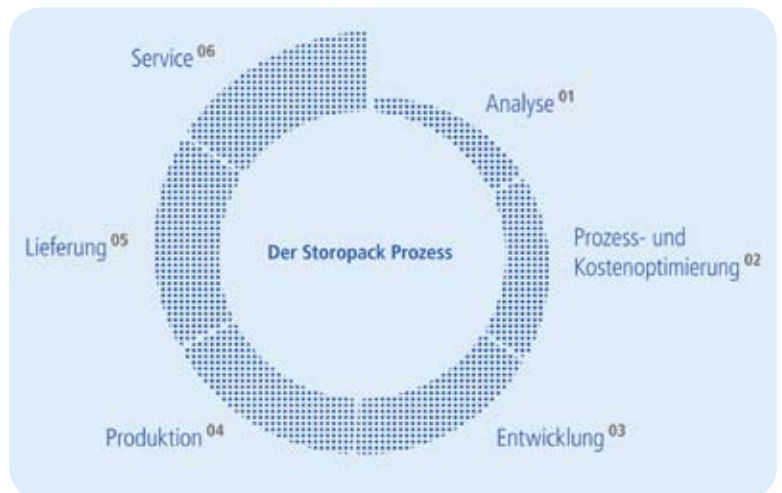 Service 06
Analyse 01
Lieferung 05
Der Storopack Prozess
Prozess- und
Kostenoptimierung 02
Produktion 04
Entwicklung 03